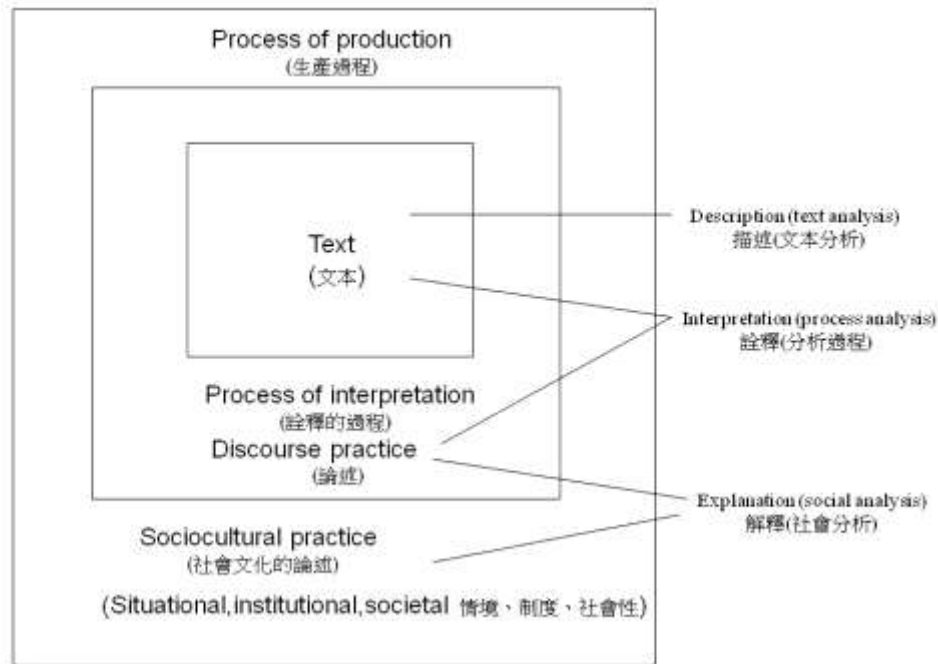 Process of production
(生產過程)
Text
(文本)
Process of interpretation
(詮釋的過程)
Discourse practice
(論述)
Sociocultural practice
(社會文化的論述)
(Situational,institutional,societal 情境、制度、社會性)
Description (text analysis)
描述(文本分析)
Interpretation (process analysis)
詮釋(分析過程)
Explanation (social analysis)
解釋(社會分析)